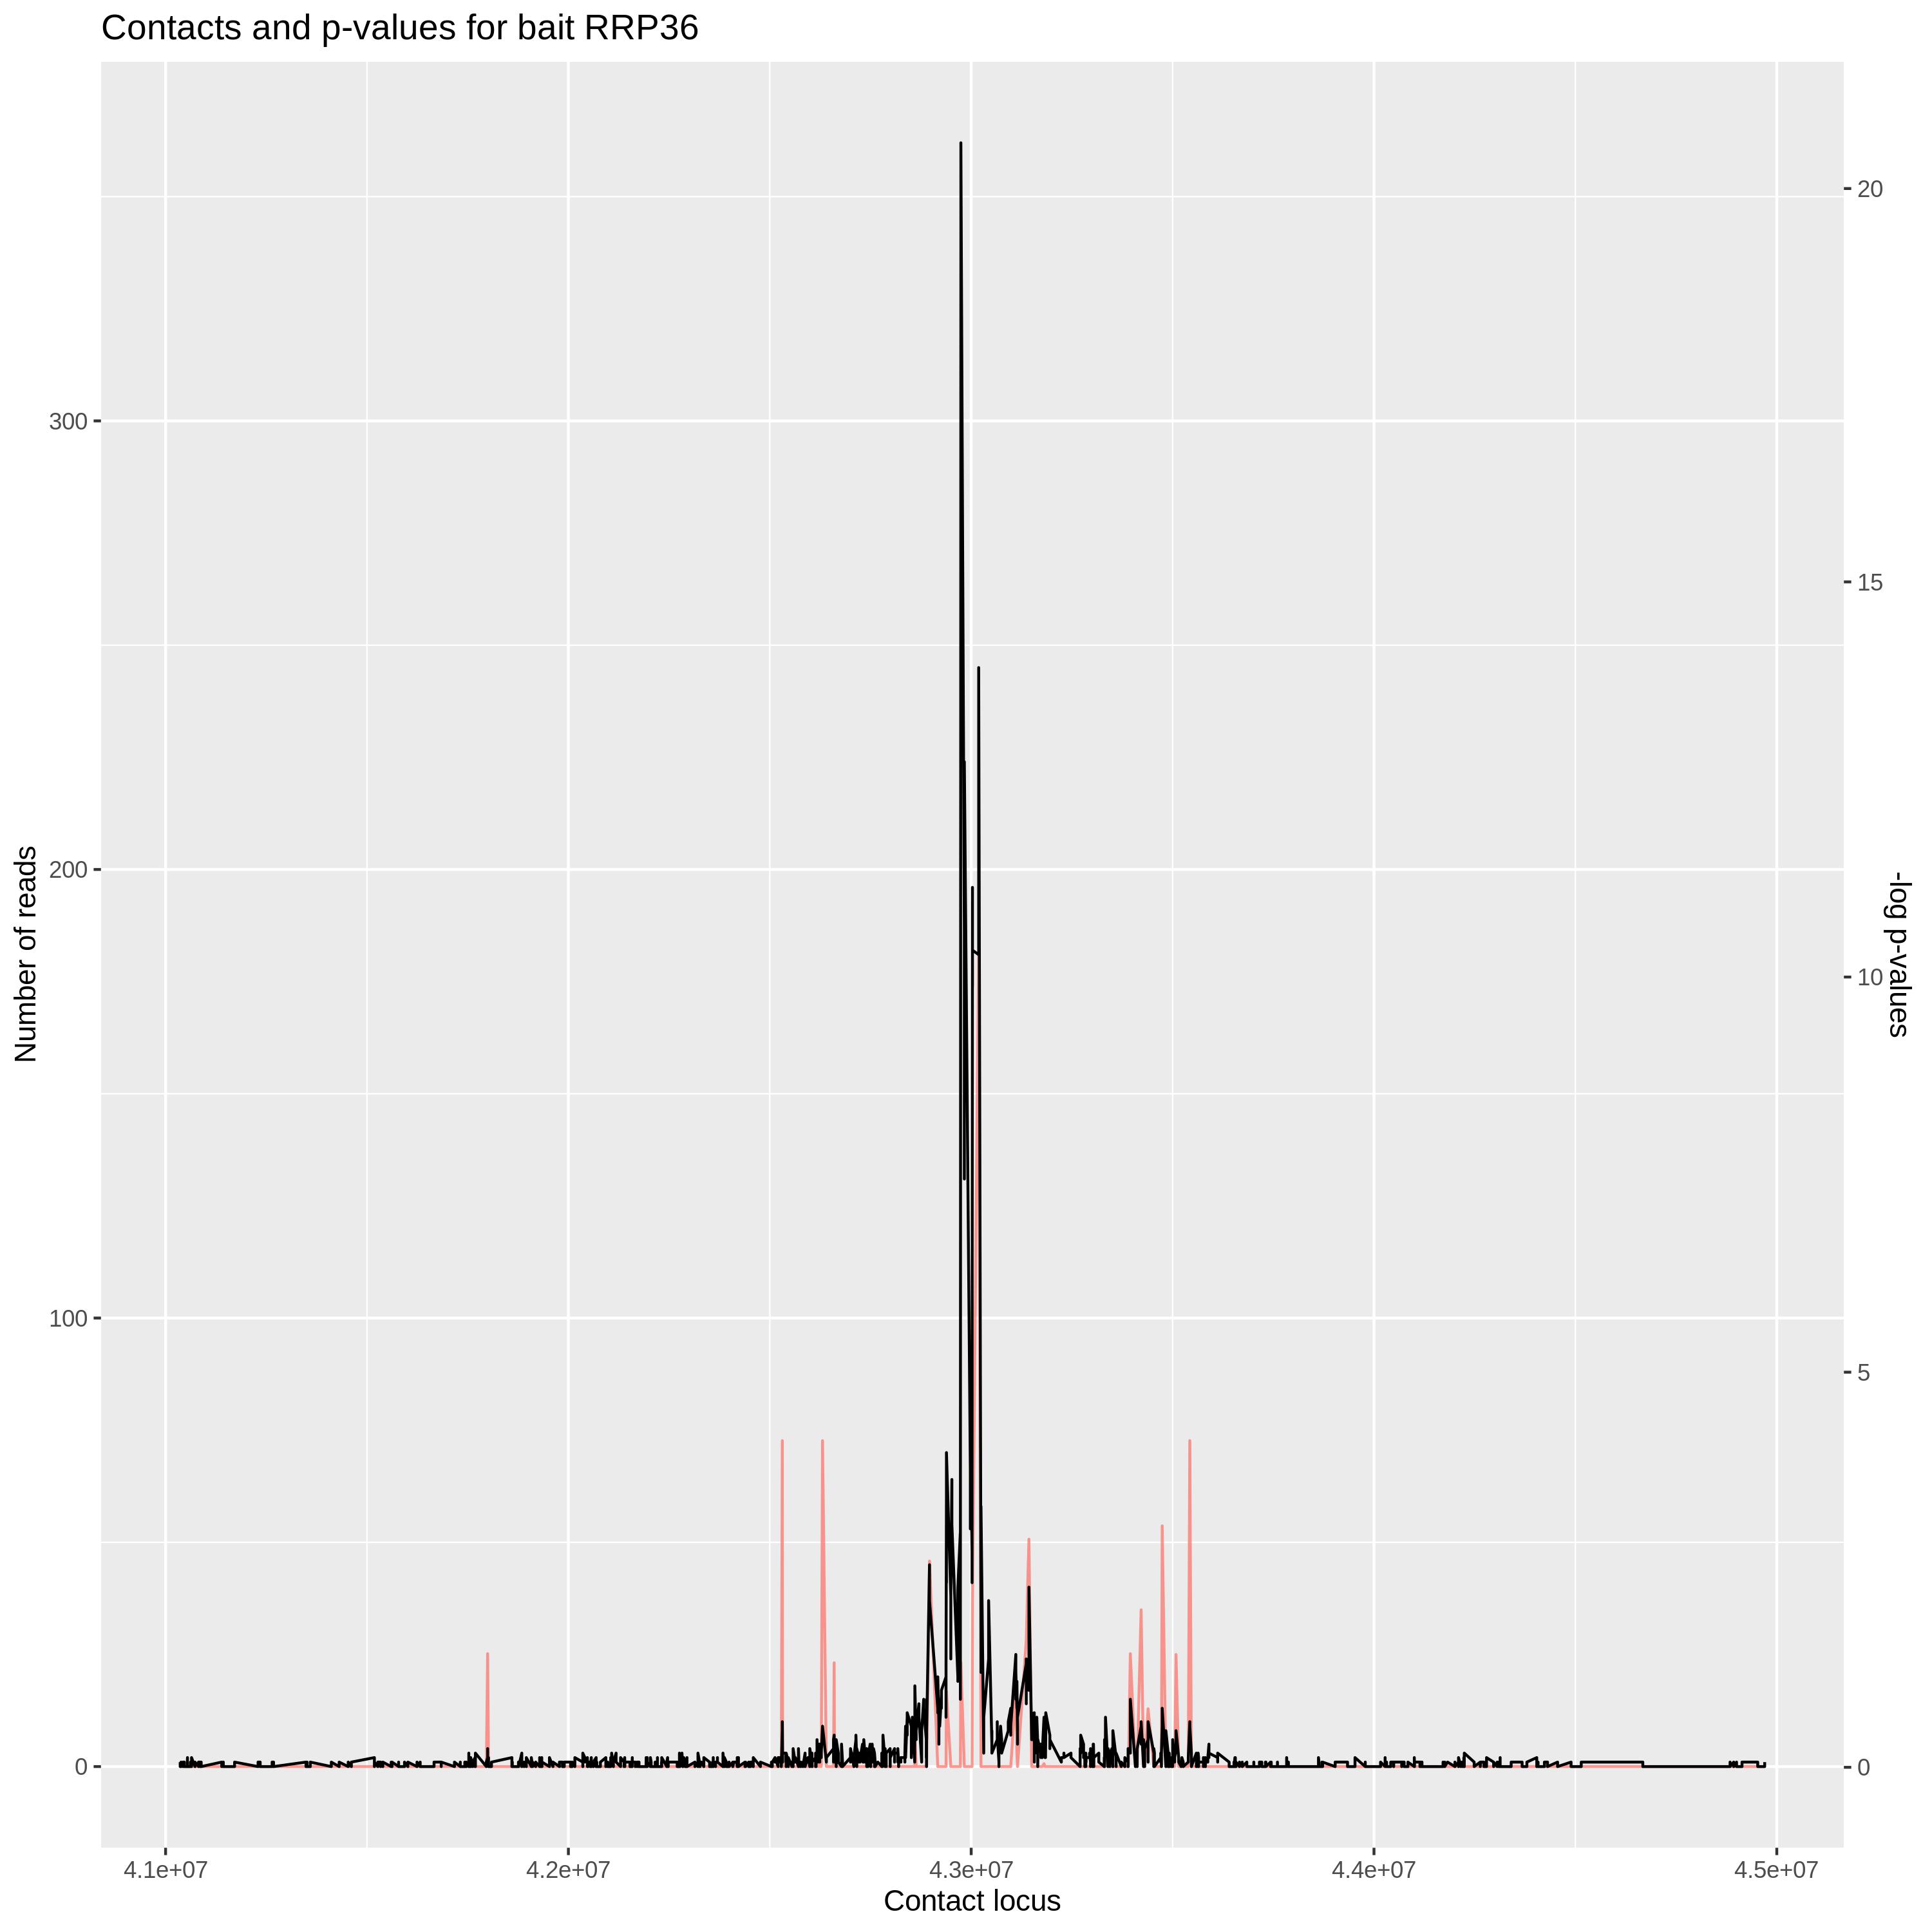 Contacts and p-values for bait RRP36
Number of reads
300
200
100
0
20
15
10
5
0
-log p-values
4.1e+07
4.2e+07
4.3e+07
4.4e+07
4.5e+07
Contact locus